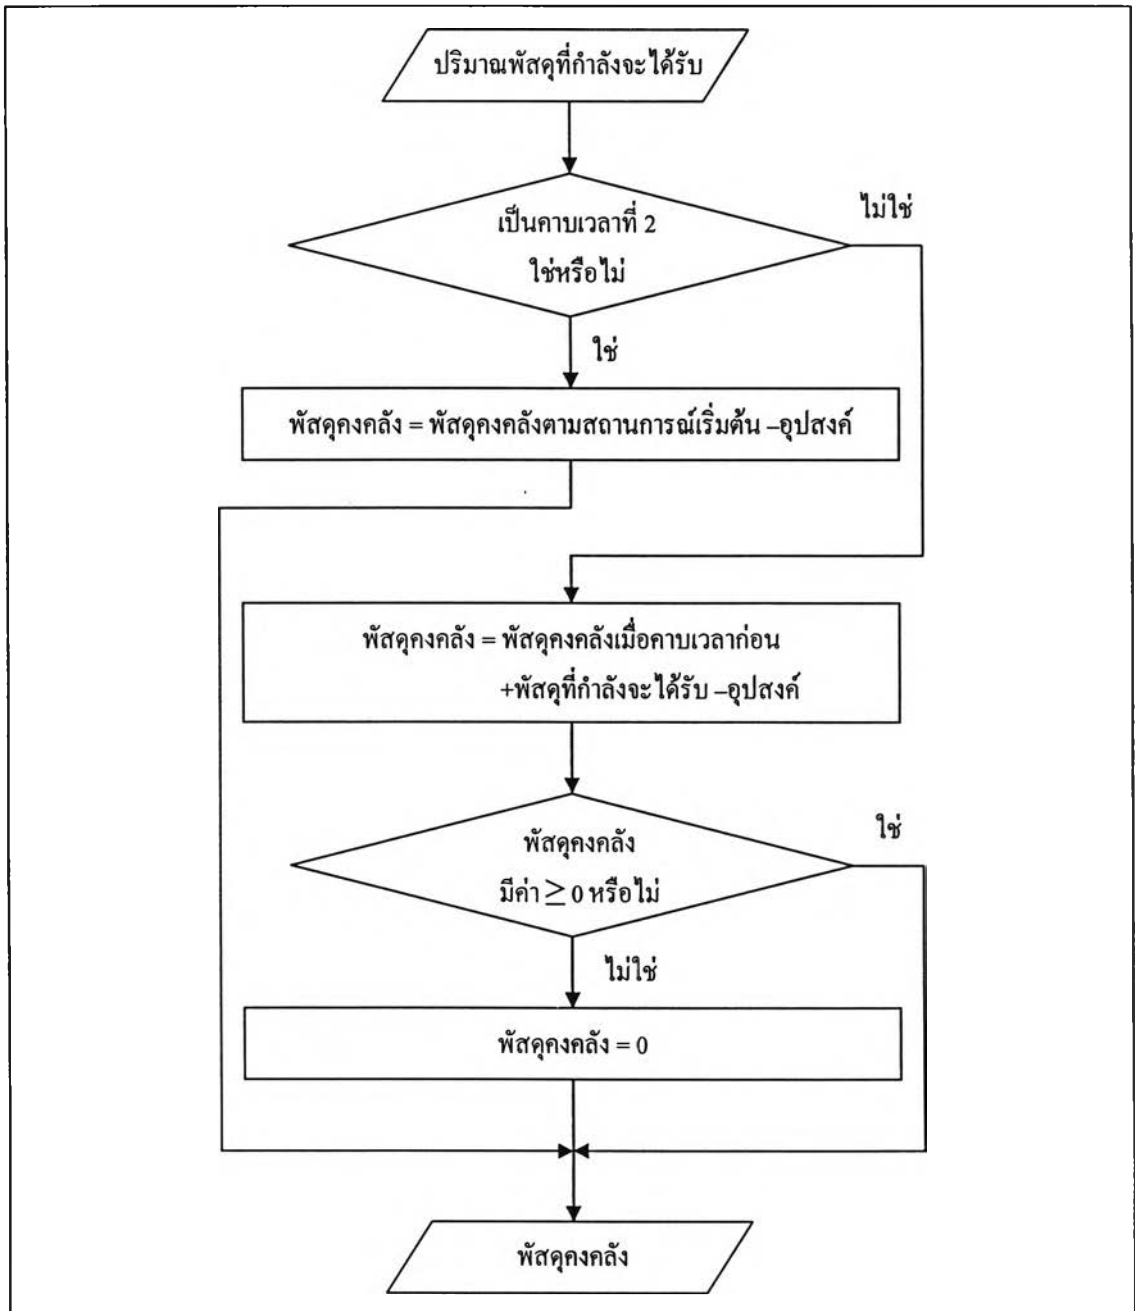 ปริมาณพัสดุที่กำลังจะได้รับ
เป็นคาบเวลาที่ 2
ใช่หรือไม่
ไม่ใช่
ใช่
พัสดุคงคลัง = พัสดุคงคลังตามสถานการณ์เริ่มต้น –อุปสงค์
พัสดุคงคลัง = พัสดุคงคลังเมื่อคาบเวลาก่อน
+พัสดุที่กำลังจะได้รับ –อุปสงค์
พัสดุคงคลัง
มีค่า ≥ 0 หรือไม่
ใช่
ไม่ใช่
พัสดุคงคลัง = 0
พัสดุคงคลัง